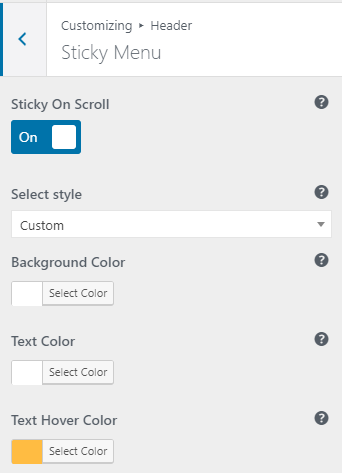 Customizing ▸ Header
Sticky Menu
Sticky On Scroll
?
On
Select style
?
Custom
Background Color
?
Select Color
Text Color
?
Select Color
Text Hover Color
?
Select Color